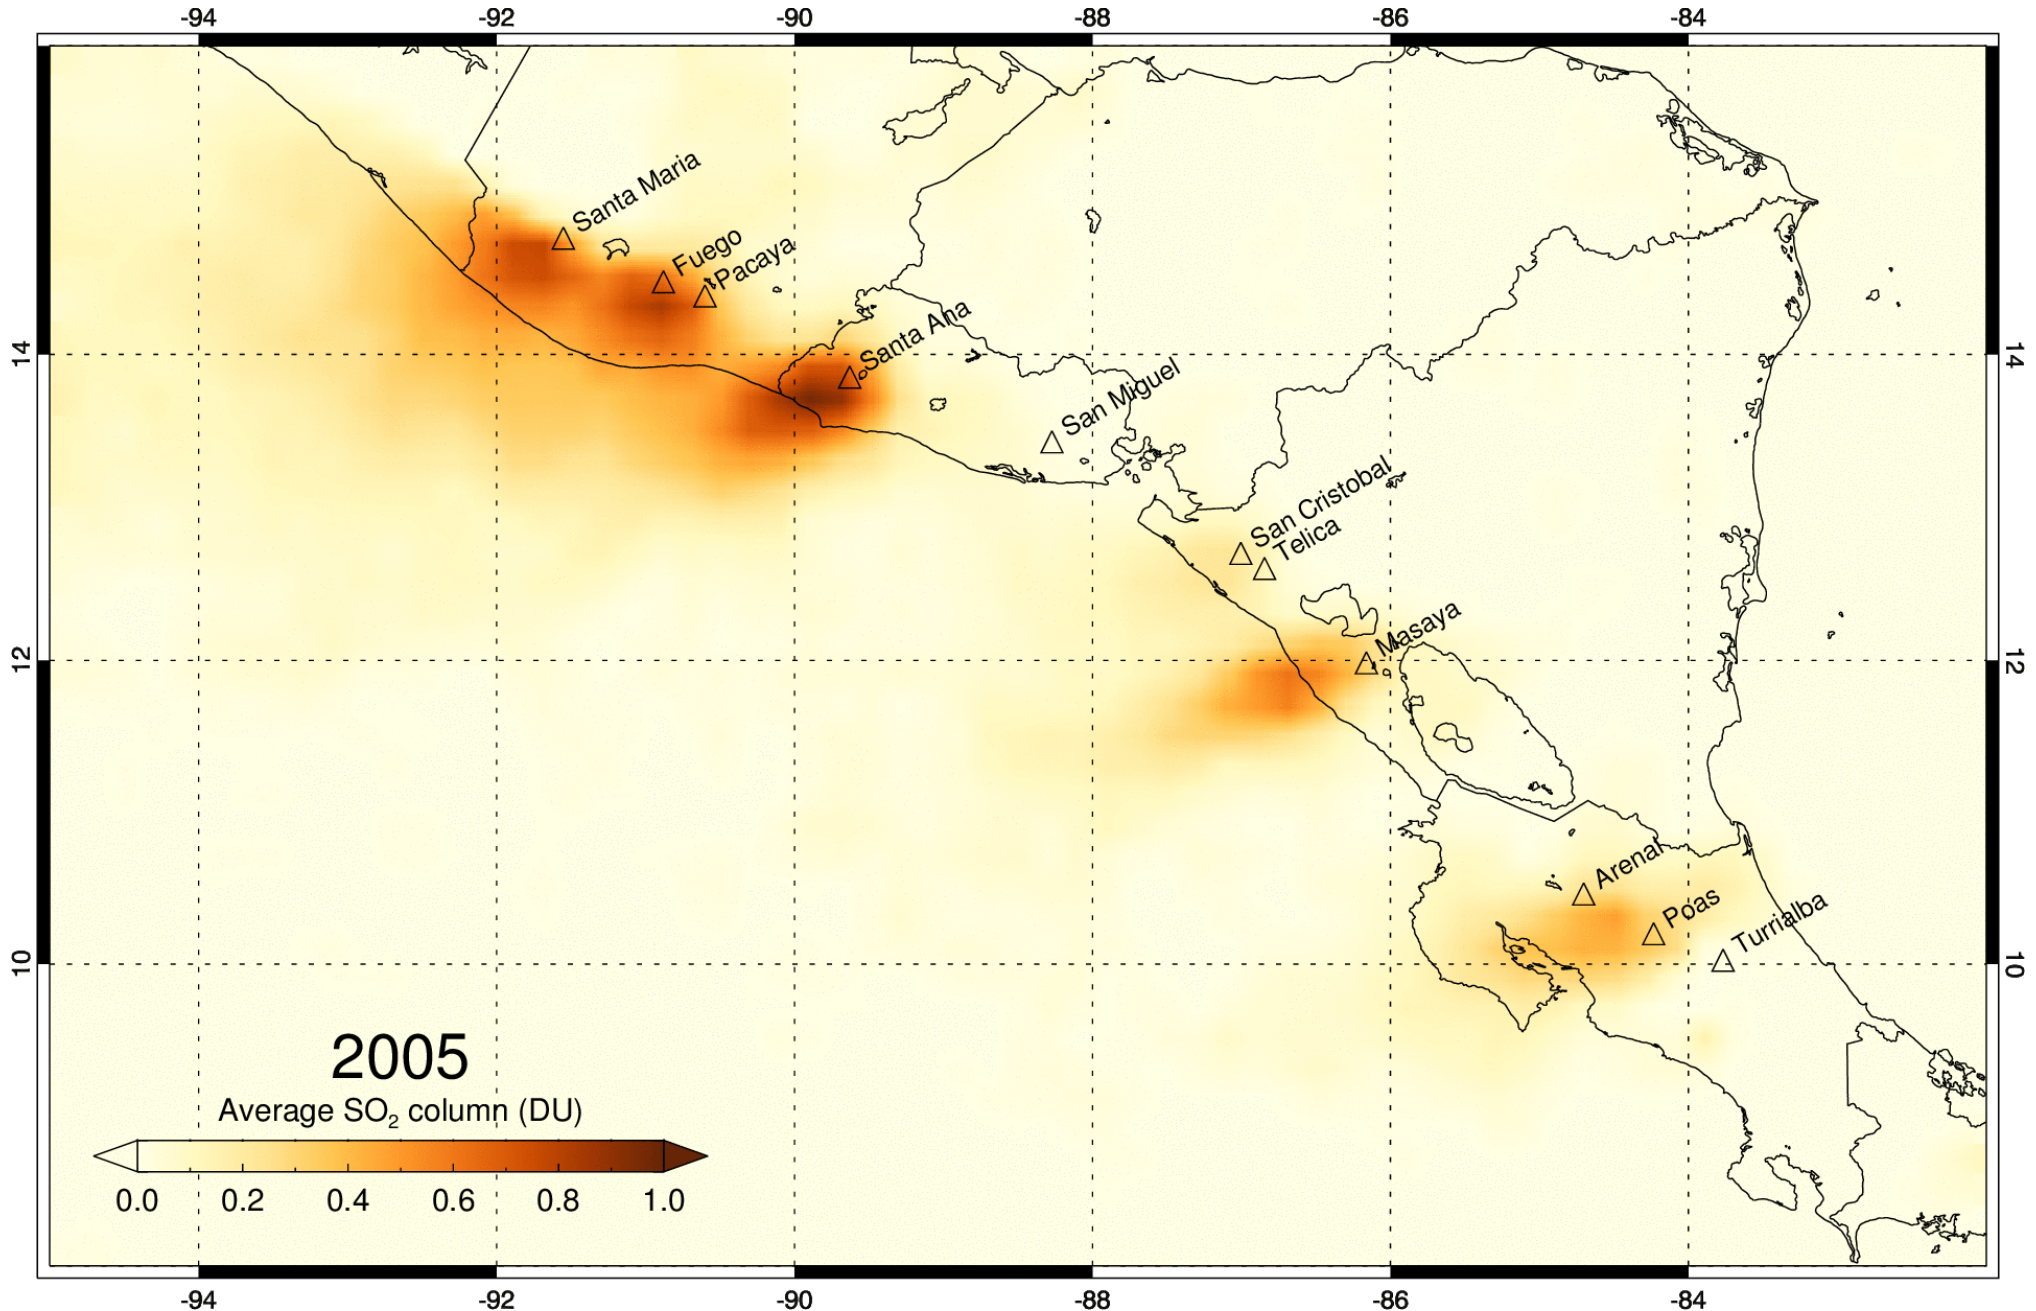 -94 -92 -90 -88 -86 -84
Santa Maria
Fuego
Pacaya
Santa Ana
14 14
San Miguel
San Cristobal
Telica
Masaya
12 12
Arenal
Poas
Turrialba
10 10
2005
Average SO₂ column (DU)
0.0 0.2 0.4 0.6 0.8 1.0
-94 -92 -90 -88 -86 -84